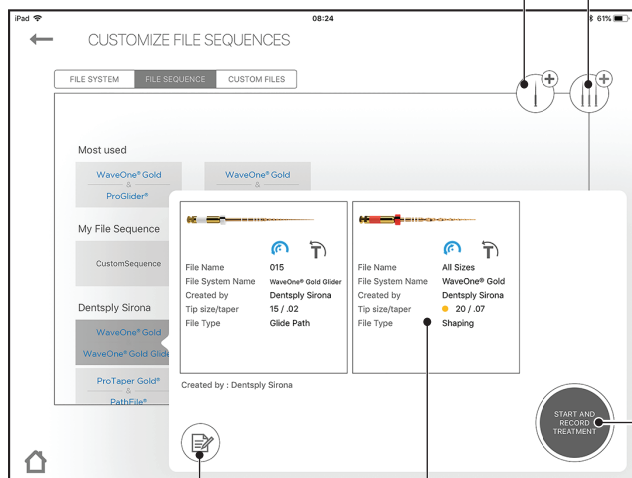 iPad 08:24 61%
CUSTOMIZE FILE SEQUENCES
FILE SYSTEM FILE SEQUENCE CUSTOM FILES
Most used
WaveOne® Gold
&
ProGlider®
WaveOne® Gold
&
My File Sequence
CustomSequence
Dentsply Sirona
WaveOne® Gold
WaveOne® Gold Glide
ProTaper Gold®
&
PathFile®
File Name 015
File System Name WaveOne® Gold Glider
Created by Dentsply Sirona
Tip size/taper 15 / .02
File Type Glide Path
T
File Name All Sizes
File System Name WaveOne® Gold
Created by Dentsply Sirona
Tip size/taper 20 / .07
File Type Shaping
T
Created by : Dentsply Sirona
START AND
RECORD
TREATMENT